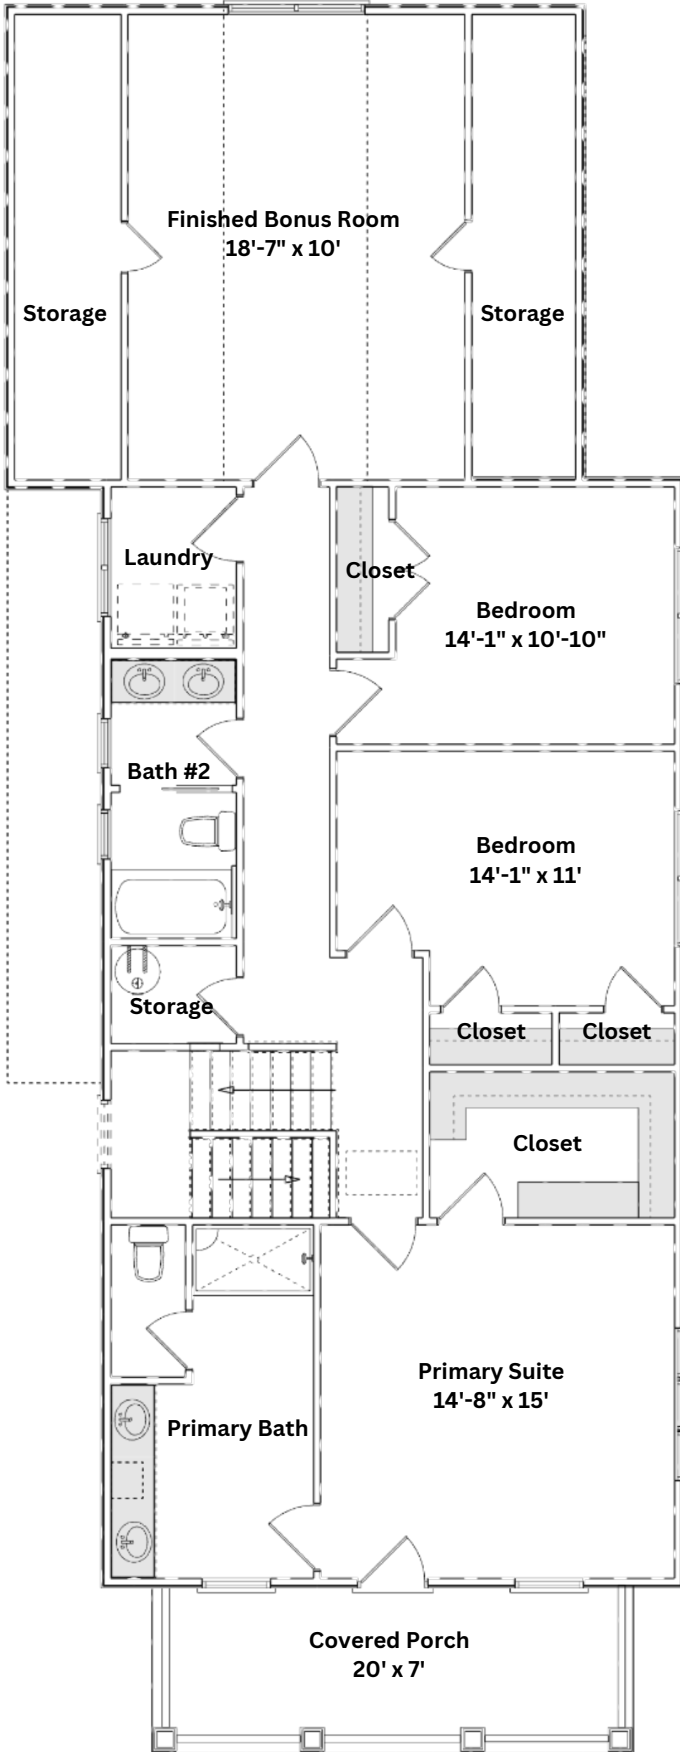 Finished Bonus Room
18'-7" x 10'
Storage
Storage
Laundry
Closet
Bedroom
14'-1" x 10'-10"
Bath #2
Bedroom
14'-1" x 11'
Storage
Closet
Closet
Closet
Primary Suite
14'-8" x 15'
Primary Bath
Covered Porch
20' x 7'